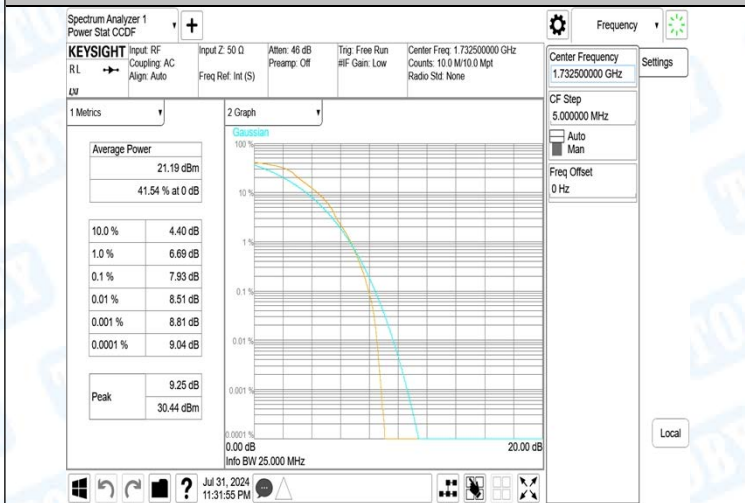 Spectrum Analyzer 1
Power Stat CCDF
Frequency
KEYSIGHT
RL
Input: RF
Coupling: AC
Align: Auto
Input Z: 50 Ω
Freq Ref: Int (S)
Atten: 46 dB
Preamp: Off
Trig: Free Run
#IF Gain: Low
Center Freq: 1.732500000 GHz
Counts: 10.0 M/10.0 Mpt
Radio Std: None
Center Frequency
1.732500000 GHz
Settings
CF Step
5.000000 MHz
Auto
Man
Freq Offset
0 Hz
1 Metrics
Average Power
21.19 dBm
41.54 % at 0 dB
10.0 % 4.40 dB
1.0 % 6.69 dB
0.1 % 7.93 dB
0.01 % 8.51 dB
0.001 % 8.81 dB
0.0001 % 9.04 dB
Peak 9.25 dB
30.44 dBm
2 Graph
Gaussian
100 %
10 %
1 %
0.1 %
0.01 %
0.001 %
0.0001 %
0.00 dB 20.00 dB
Info BW 25.000 MHz
Local
Jul 31, 2024
11:31:55 PM